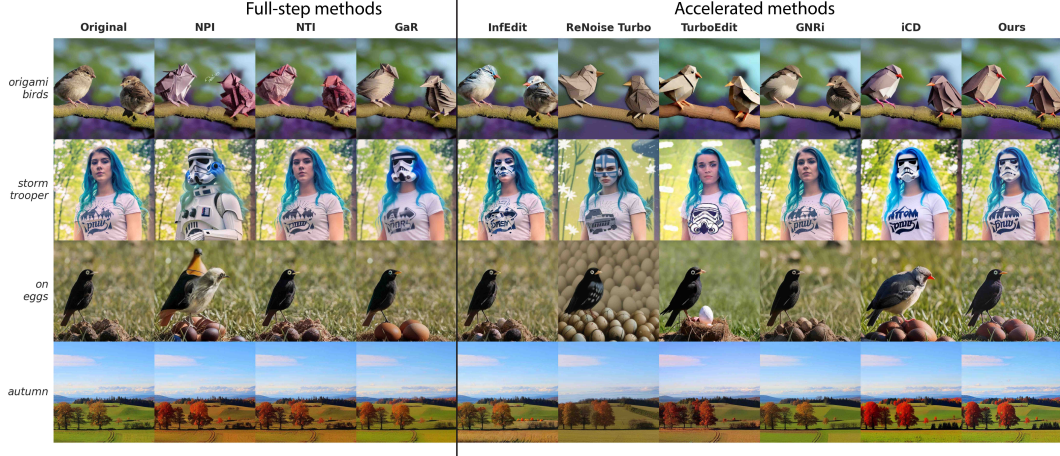 Full-step methods
Accelerated methods
Original NPI NTI GaR InfEdit ReNoise Turbo TurboEdit GNRi iCD Ours
origami
birds
storm
trooper
on
eggs
autumn